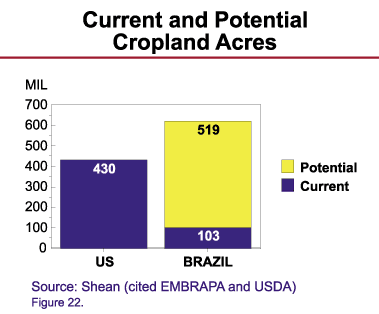 Current and Potential
Cropland Acres
MIL
700
600
500
400
300
200
100
0
430
519
103
US
BRAZIL
Potential
Current
Source: Shean (cited EMBRAPA and USDA)
Figure 22.